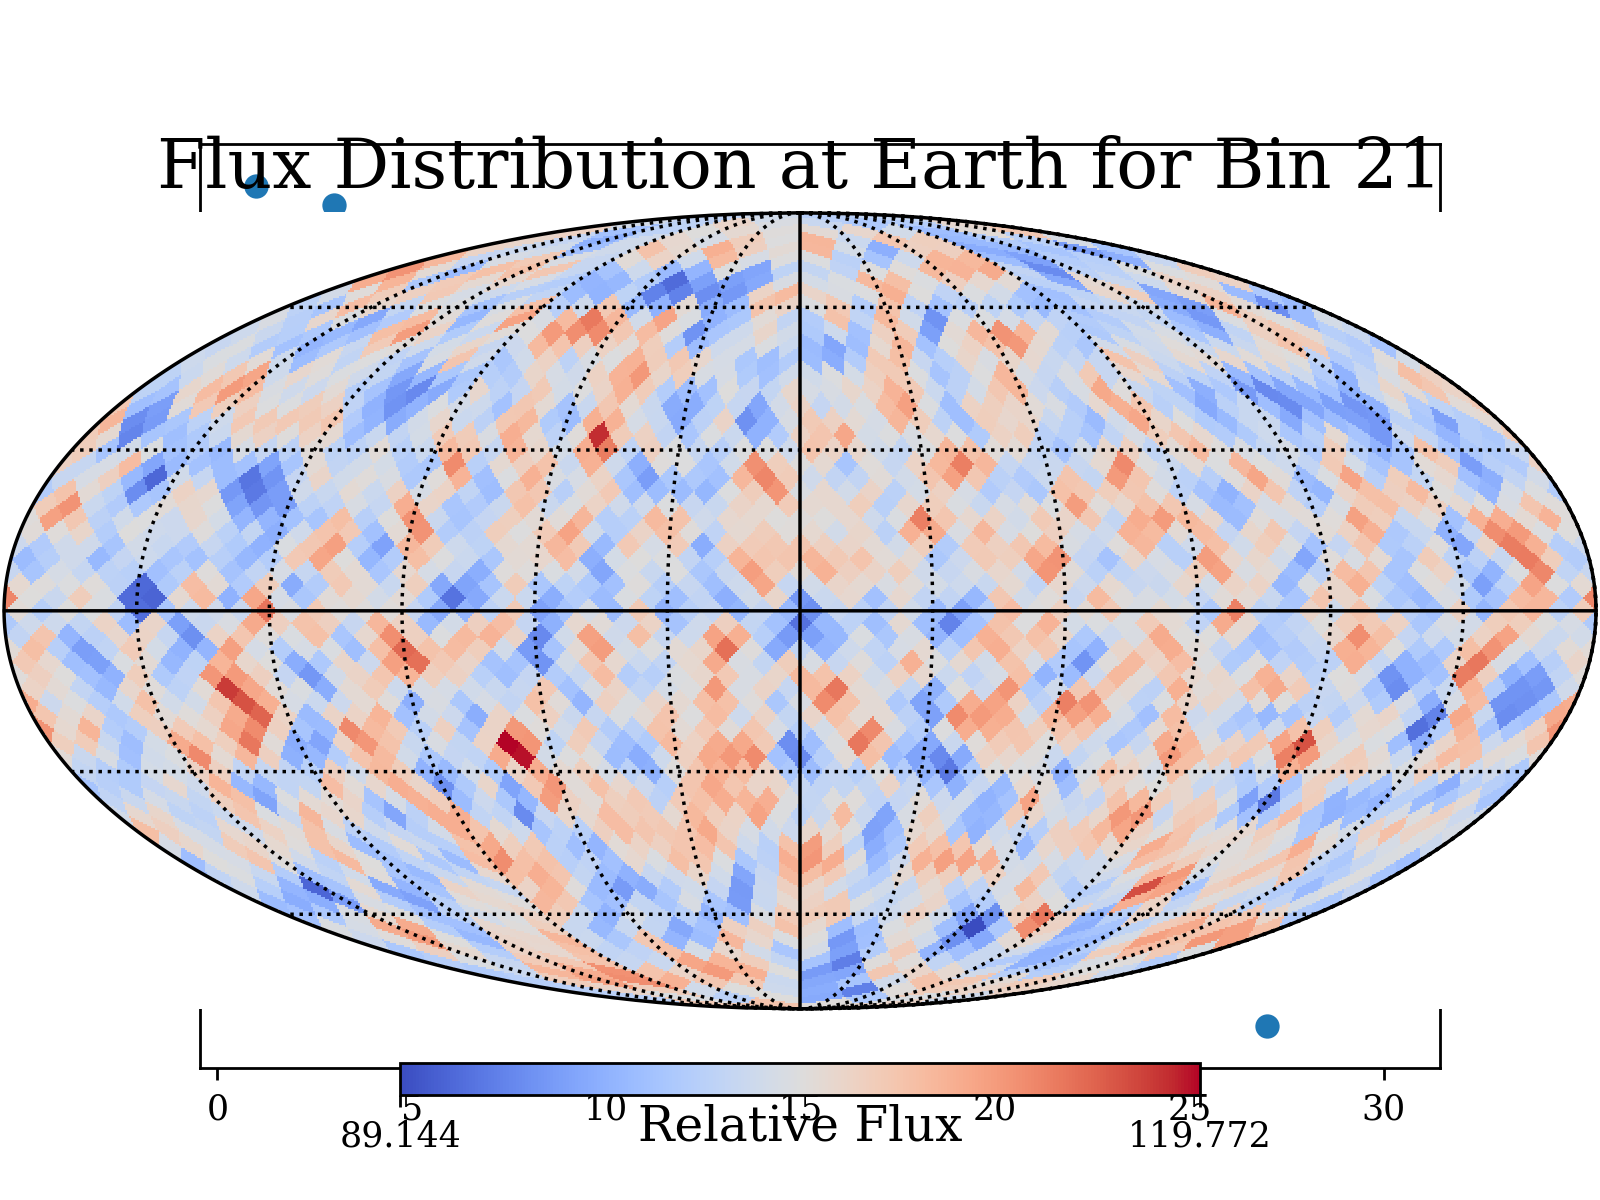 Flux Distribution at Earth for Bin 21
0 5 10 15 20 25 30
Relative Flux
89.144 119.772